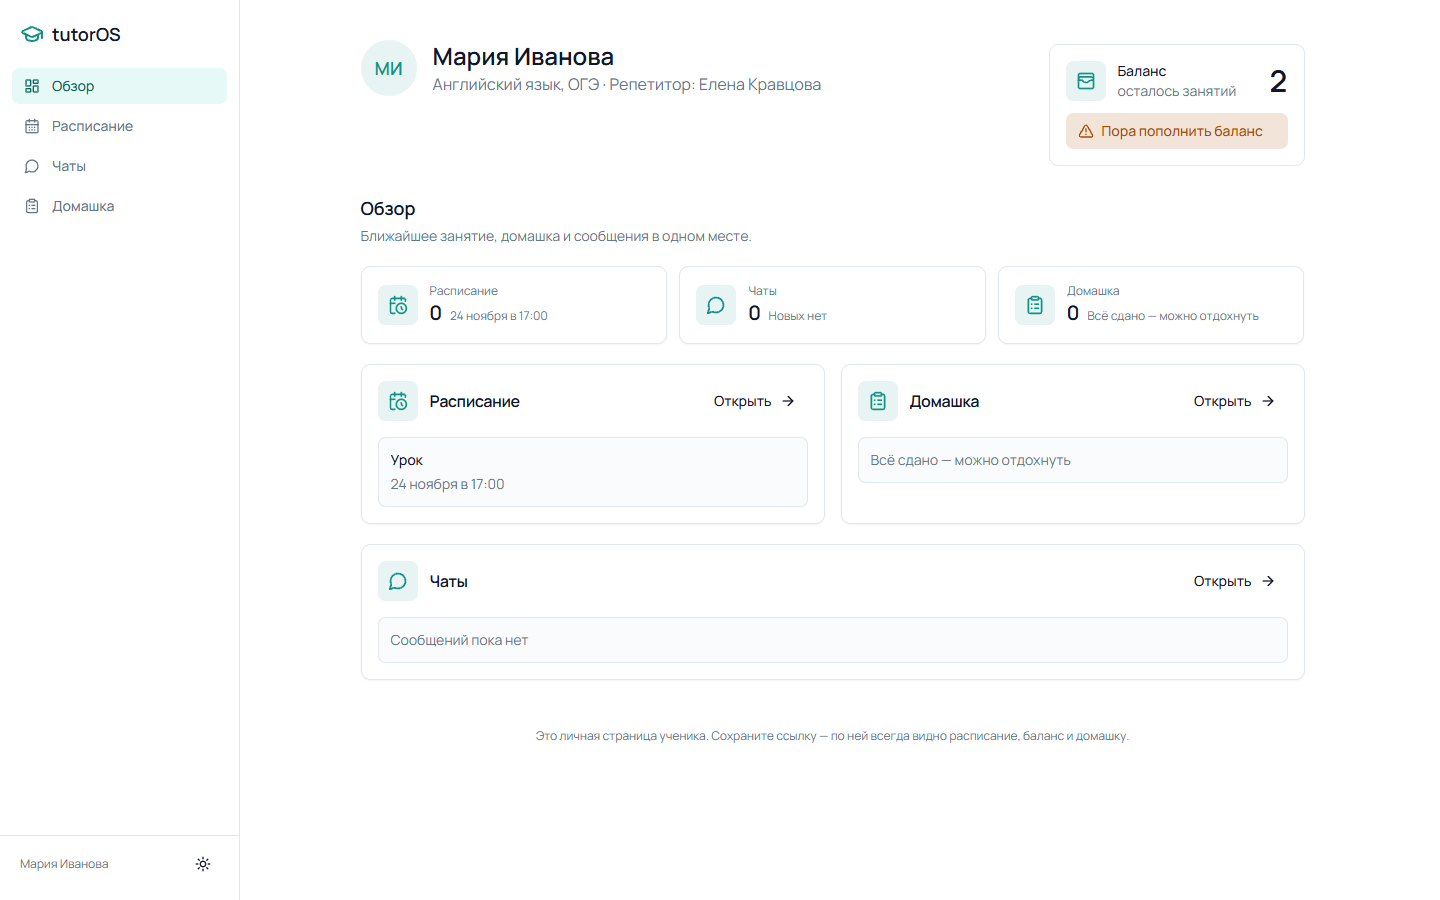 tutorOS
Обзор
Расписание
Чаты
Домашка
Мария Иванова
МИ
Мария Иванова
Английский язык, ОГЭ · Репетитор: Елена Кравцова
Баланс
осталось занятий
2
Пора пополнить баланс
Обзор
Ближайшее занятие, домашка и сообщения в одном месте.
Расписание
0 24 ноября в 17:00
Чаты
0 Новых нет
Домашка
0 Всё сдано — можно отдохнуть
Расписание
Открыть
Урок
24 ноября в 17:00
Домашка
Открыть
Всё сдано — можно отдохнуть
Чаты
Открыть
Сообщений пока нет
Это личная страница ученика. Сохраните ссылку — по ней всегда видно расписание, баланс и домашку.